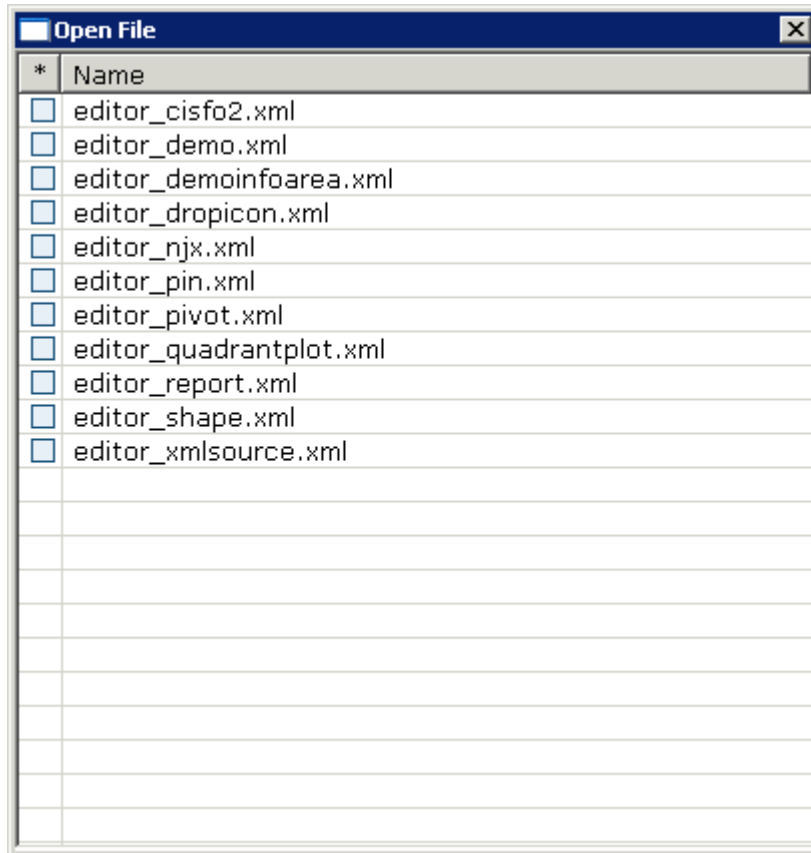 Open File
* Name
editor_cisfo2.xml
editor_demo.xml
editor_demoinfoarea.xml
editor_dropicon.xml
editor_njx.xml
editor_pin.xml
editor_pivot.xml
editor_quadrantplot.xml
editor_report.xml
editor_shape.xml
editor_xmlsource.xml